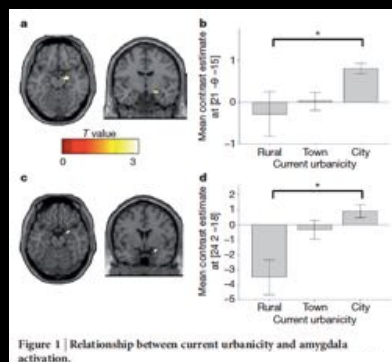 a
T value
0
3
b
Mean contrast estimate
at [21 -9 -15]
1
0
-1
*
Rural
Town
City
Current urbanicity
c
d
Mean contrast estimate
at [24 2 -18]
2
1
0
-1
-2
-3
-4
-5
*
Rural
Town
City
Current urbanicity
Figure 1 | Relationship between current urbanicity and amygdala
activation.